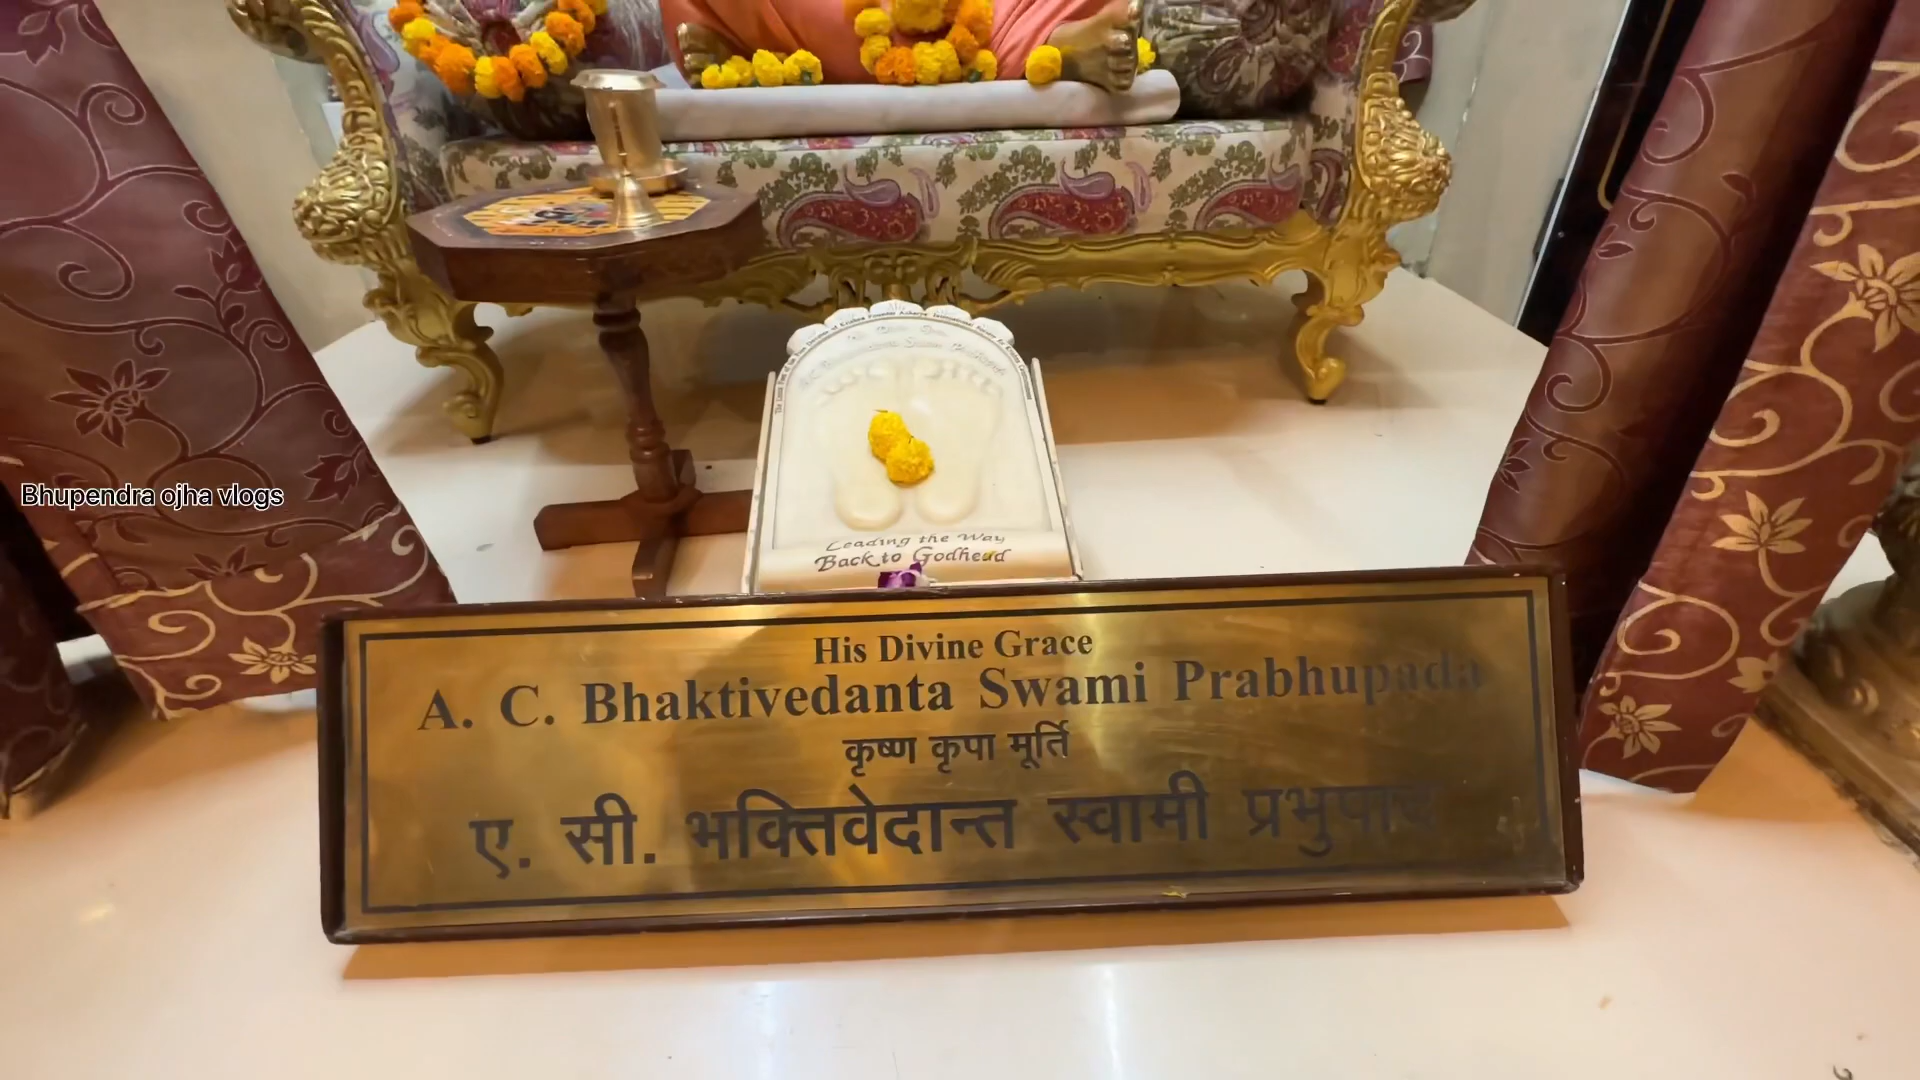 Bhupendra ojha vlogs
Leading the Way
Back to Godhead
His Divine Grace
A. C. Bhaktivedanta Swami Prabhupada
कृष्ण कृपा मूर्ति
ए. सी. भक्तिवेदान्त स्वामी प्रभुपाद